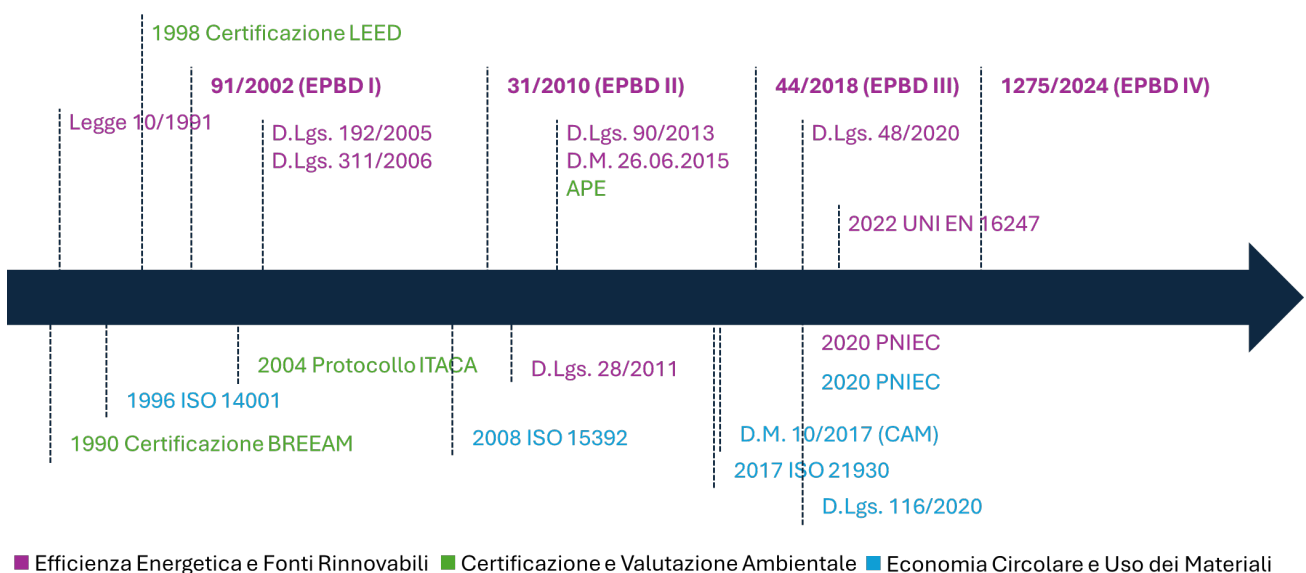 1998 Certificazione LEED
91/2002 (EPBD I)
31/2010 (EPBD II)
44/2018 (EPBD III)
1275/2024 (EPBD IV)
Legge 10/1991
D.Lgs. 192/2005
D.Lgs. 311/2006
D.Lgs. 90/2013
D.M. 26.06.2015
APE
D.Lgs. 48/2020
2022 UNI EN 16247
2020 PNIEC
2004 Protocollo ITACA
D.Lgs. 28/2011
2020 PNIEC
1996 ISO 14001
1990 Certificazione BREEAM
2008 ISO 15392
D.M. 10/2017 (CAM)
2017 ISO 21930
D.Lgs. 116/2020
Efficienza Energetica e Fonti Rinnovabili
Certificazione e Valutazione Ambientale
Economia Circolare e Uso dei Materiali